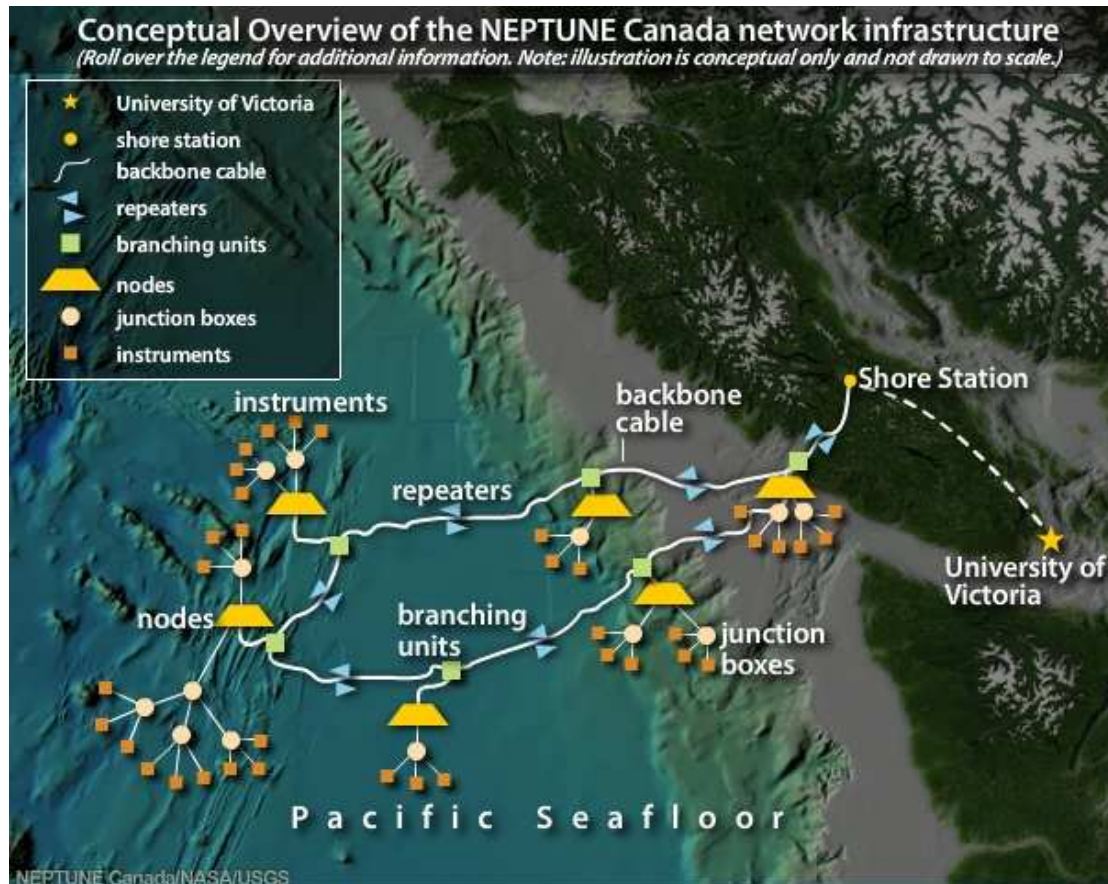 Conceptual Overview of the NEPTUNE Canada network infrastructure
(Roll over the legend for additional information. Note: illustration is conceptual only and not drawn to scale.)
University of Victoria
shore station
backbone cable
repeaters
branching units
nodes
junction boxes
instruments
Shore Station
backbone
cable
instruments
repeaters
University of
Victoria
nodes
branching
units
junction
boxes
Pacific Seafloor
NEPTUNE Canada/NASA/USGS